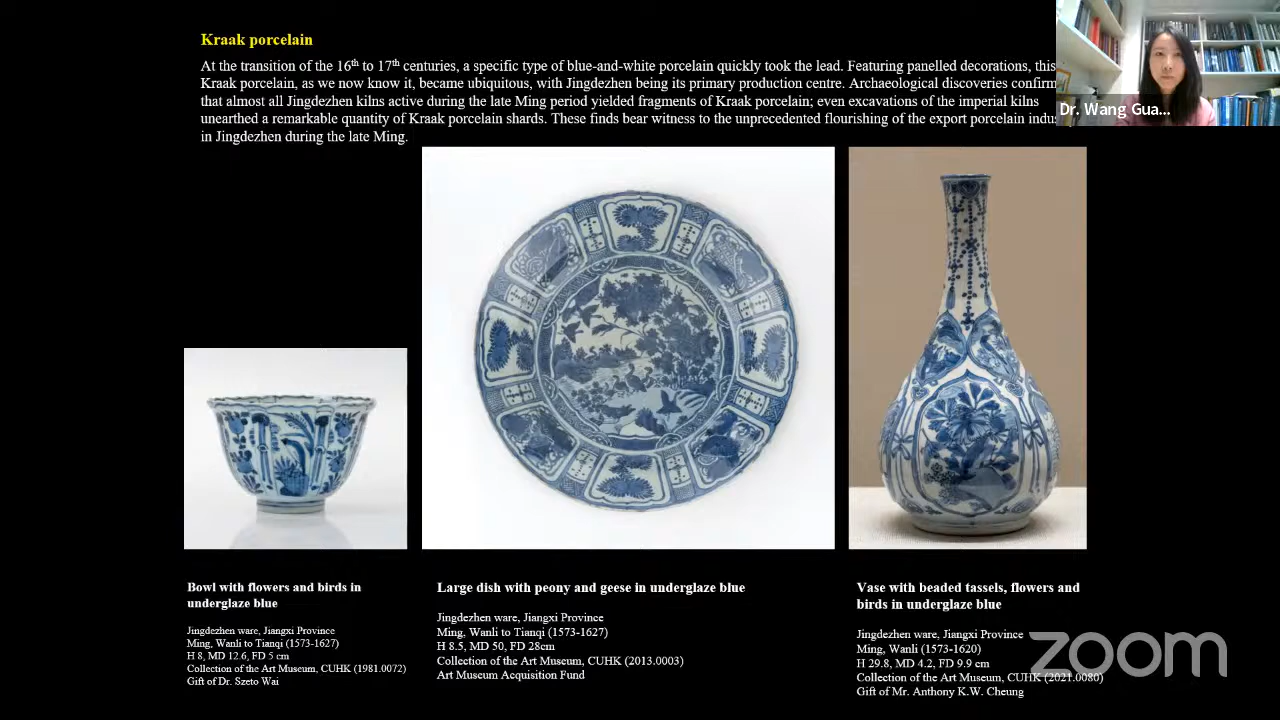 Kraak porcelain
At the transition of the 16th to 17th centuries, a specific type of blue-and-white porcelain quickly took the lead. Featuring panelled decorations, this
Kraak porcelain, as we now know it, became ubiquitous, with Jingdezhen being its primary production centre. Archaeological discoveries confirm
that almost all Jingdezhen kilns active during the late Ming period yielded fragments of Kraak porcelain; even excavations of the imperial kilns
unearthed a remarkable quantity of Kraak porcelain shards. These finds bear witness to the unprecedented flourishing of the export porcelain indus
in Jingdezhen during the late Ming.
Dr. Wang Gua...
Bowl with flowers and birds in
underglaze blue
Jingdezhen ware, Jiangxi Province
Ming, Wanli to Tianqi (1573-1627)
H 8, MD 12.6, FD 5 cm
Collection of the Art Museum, CUHK (1981.0072)
Gift of Dr. Szeto Wai
Large dish with peony and geese in underglaze blue
Jingdezhen ware, Jiangxi Province
Ming, Wanli to Tianqi (1573-1627)
H 8.5, MD 50, FD 28cm
Collection of the Art Museum, CUHK (2013.0003)
Art Museum Acquisition Fund
Vase with beaded tassels, flowers and
birds in underglaze blue
Jingdezhen ware, Jiangxi Province
Ming, Wanli (1573-1620)
H 29.8, MD 4.2, FD 9.9 cm
Collection of the Art Museum, CUHK (2021.0080)
Gift of Mr. Anthony K.W. Cheung
zoom